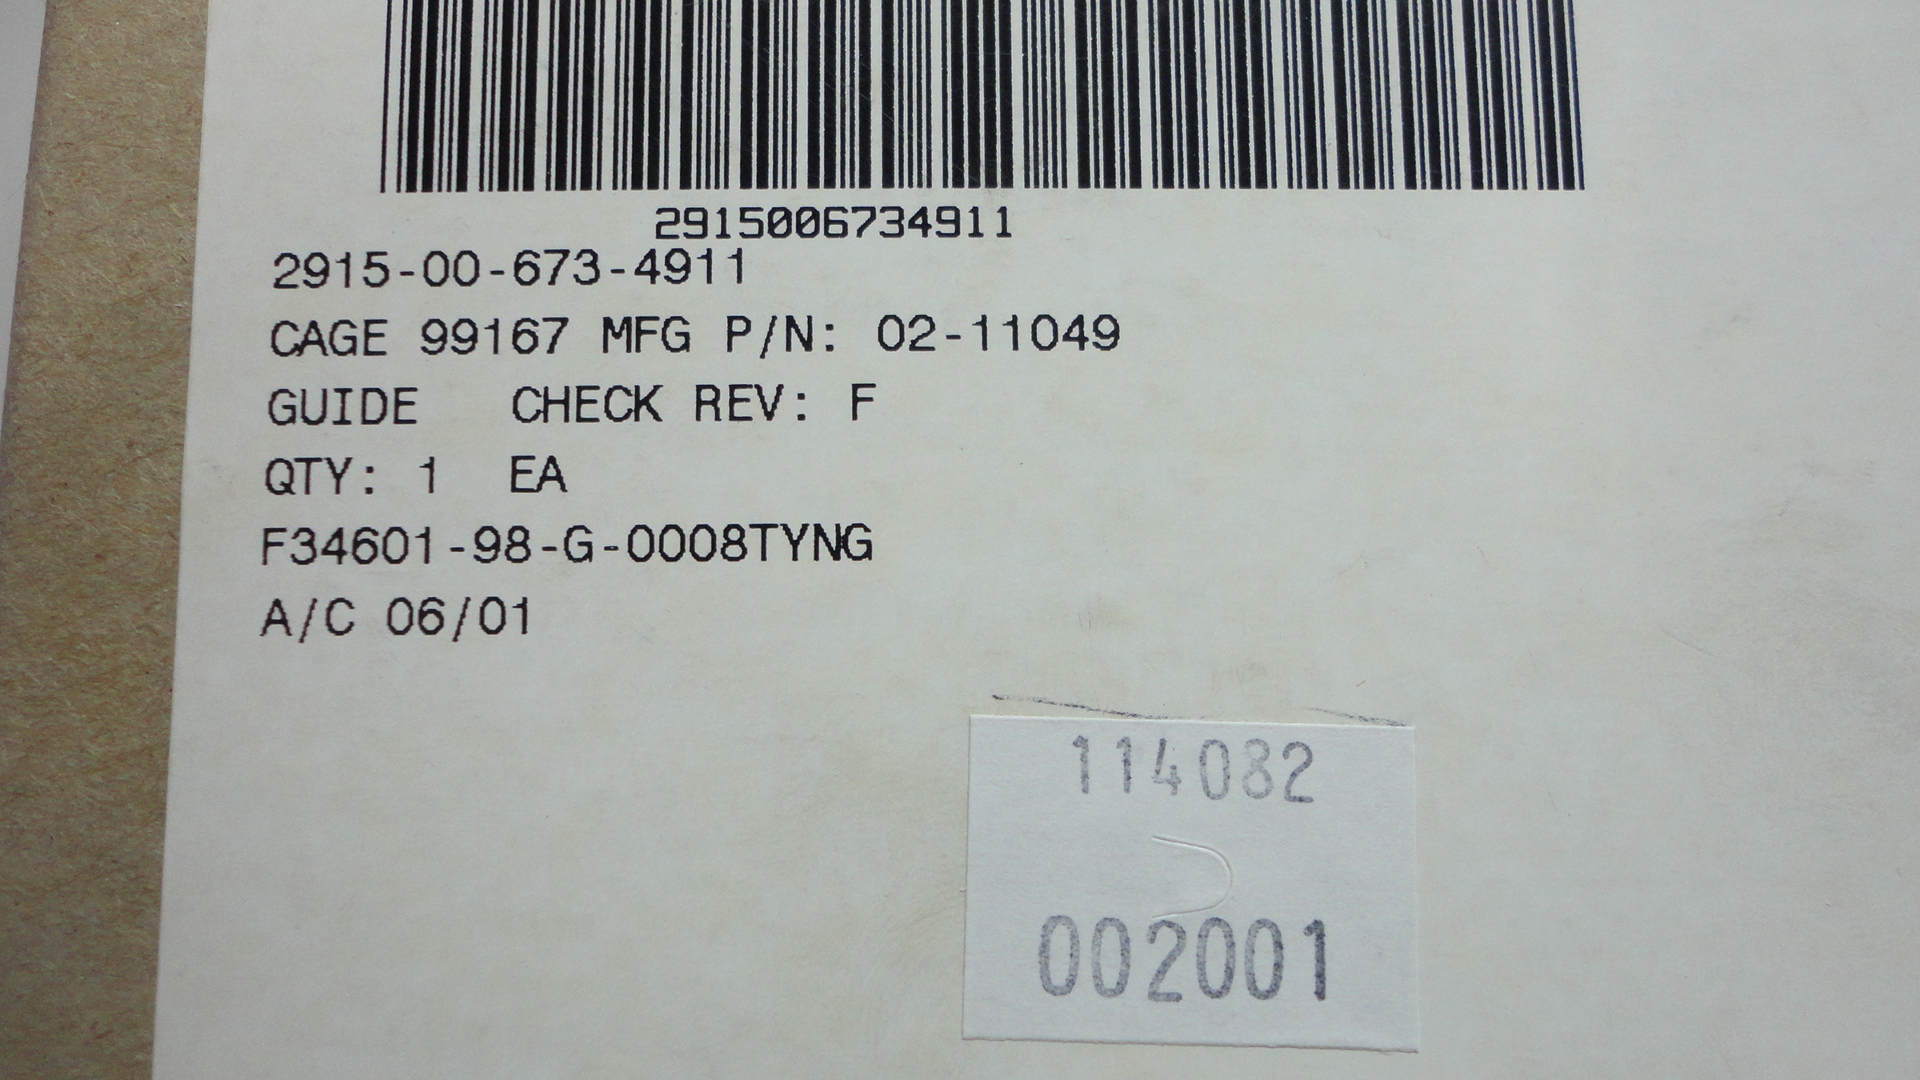 2915006734911
2915-00-673-4911
CAGE 99167 MFG P/N: 02-11049
GUIDE   CHECK REV: F
QTY: 1  EA
F34601-98-G-0008TYNG
A/C 06/01
114082
002001